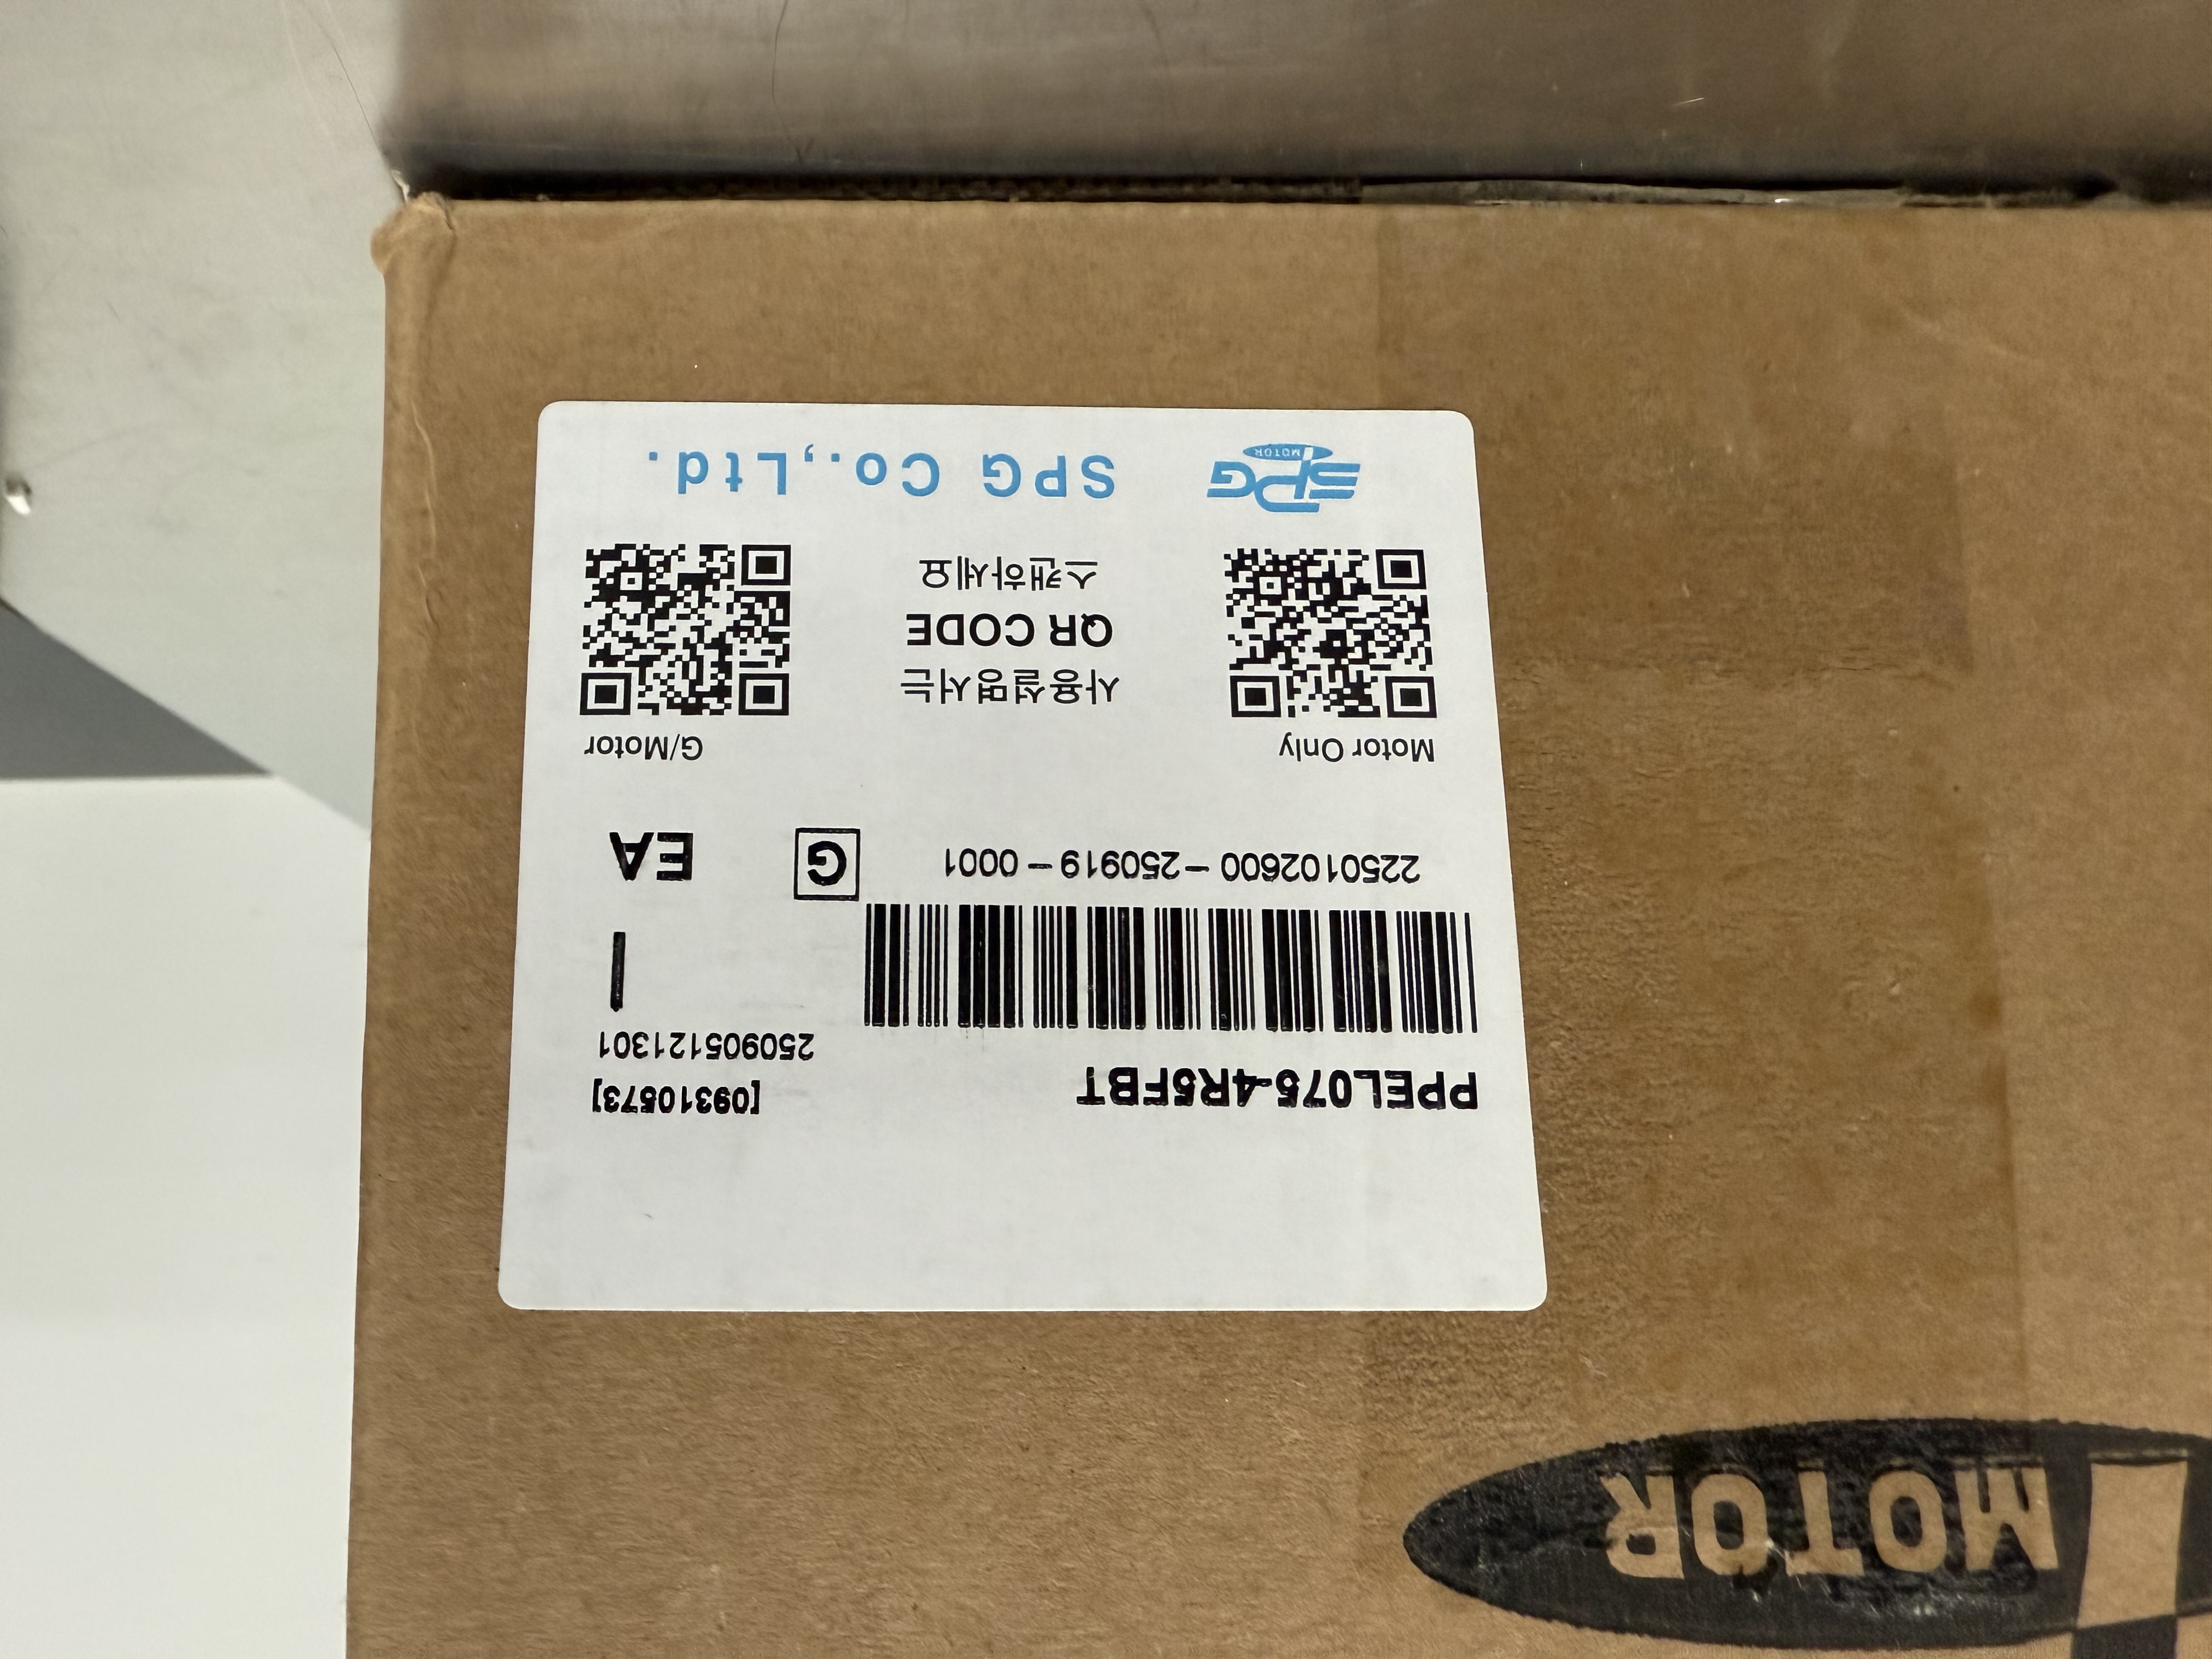 PPEL075-4R5FBT
[09310573]
250905121301
1
2250102600-250919-0001
G
EA
Motor Only
G/Motor
사용설명서는
QR CODE
스캔하세요
SPG
MOTOR
SPG Co.,Ltd.
MOTOR